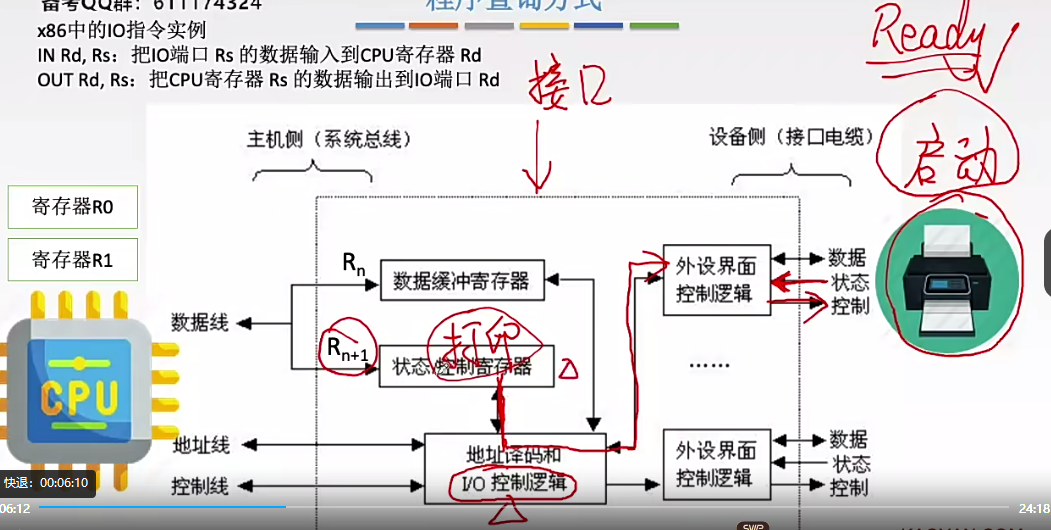 备考QQ群：611174324
程序查询方式
x86中的IO指令实例
IN Rd, Rs：把IO端口 Rs 的数据输入到CPU寄存器 Rd
OUT Rd, Rs：把CPU寄存器 Rs 的数据输出到IO端口 Rd
Ready
接口
启动
主机侧（系统总线）
设备侧（接口电缆）
寄存器R0
寄存器R1
Rn
数据缓冲寄存器
外设界面
控制逻辑
数据
状态
控制
数据线
打印
Rn+1
状态/控制寄存器
……
CPU
地址线
控制线
地址译码和
I/O 控制逻辑
外设界面
控制逻辑
数据
状态
控制
快退：00:06:10
06:12
24:18
SVIP